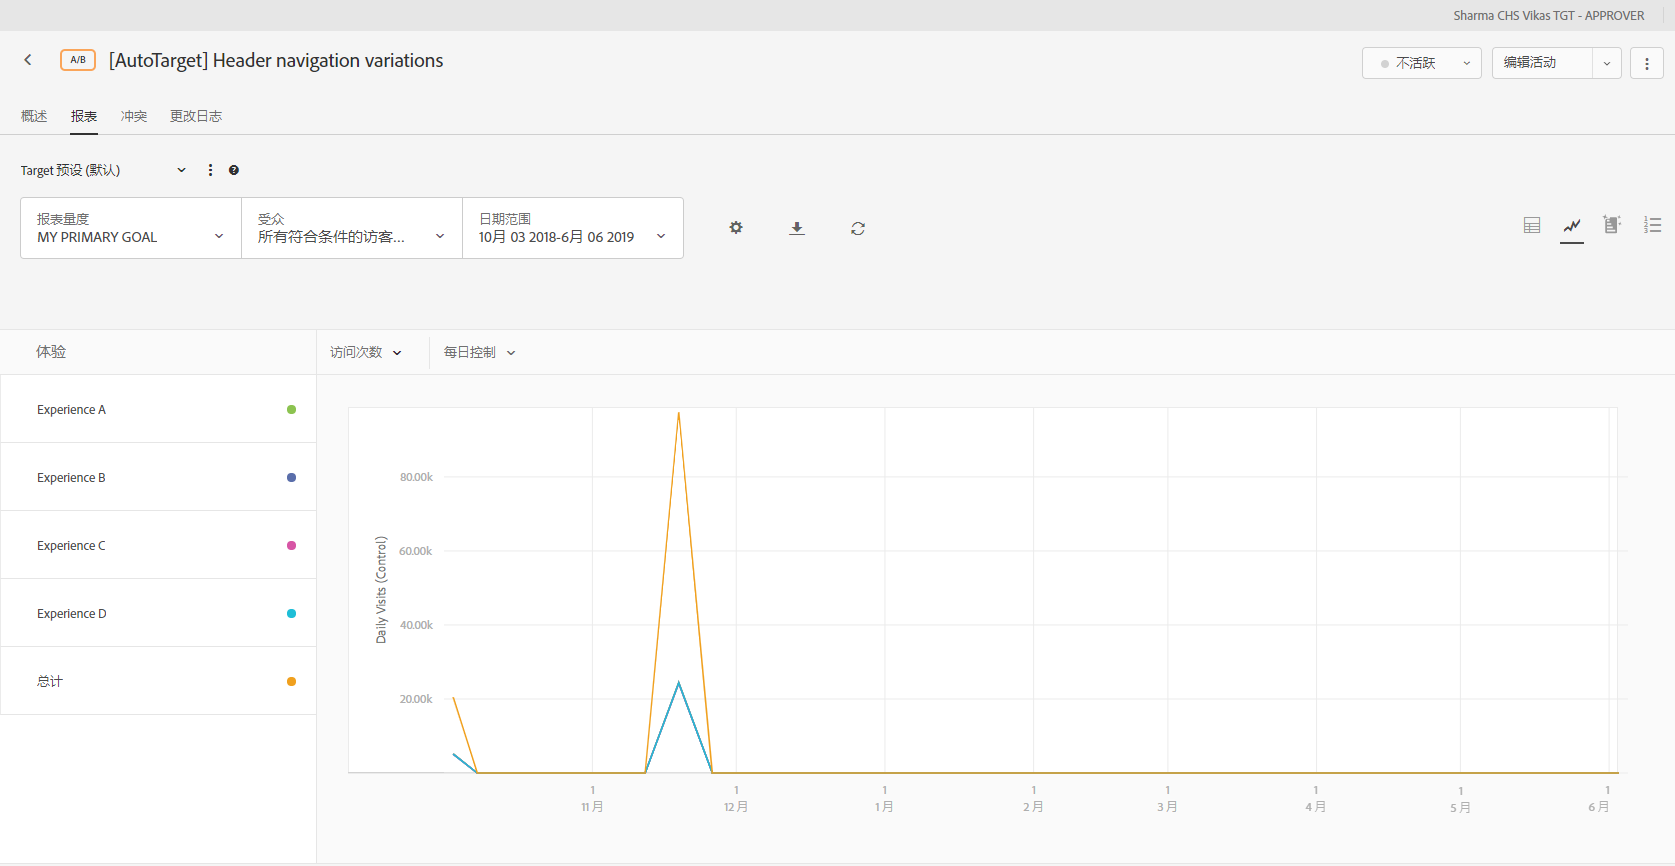 Sharma CHS Vikas TGT - APPROVER
A/B [AutoTarget] Header navigation variations
不活跃
编辑活动
概述 报表 冲突 更改日志
Target 预设 (默认)
报表量度
MY PRIMARY GOAL
受众
所有符合条件的访客...
日期范围
10月 03 2018-6月 06 2019
体验
访问次数
每日控制
Experience A
Experience B
Experience C
Experience D
总计
Daily Visits (Control)
80.00k
60.00k
40.00k
20.00k
1 1 1 1 1 1 1 1
11 月 12 月 1 月 2 月 3 月 4 月 5 月 6 月